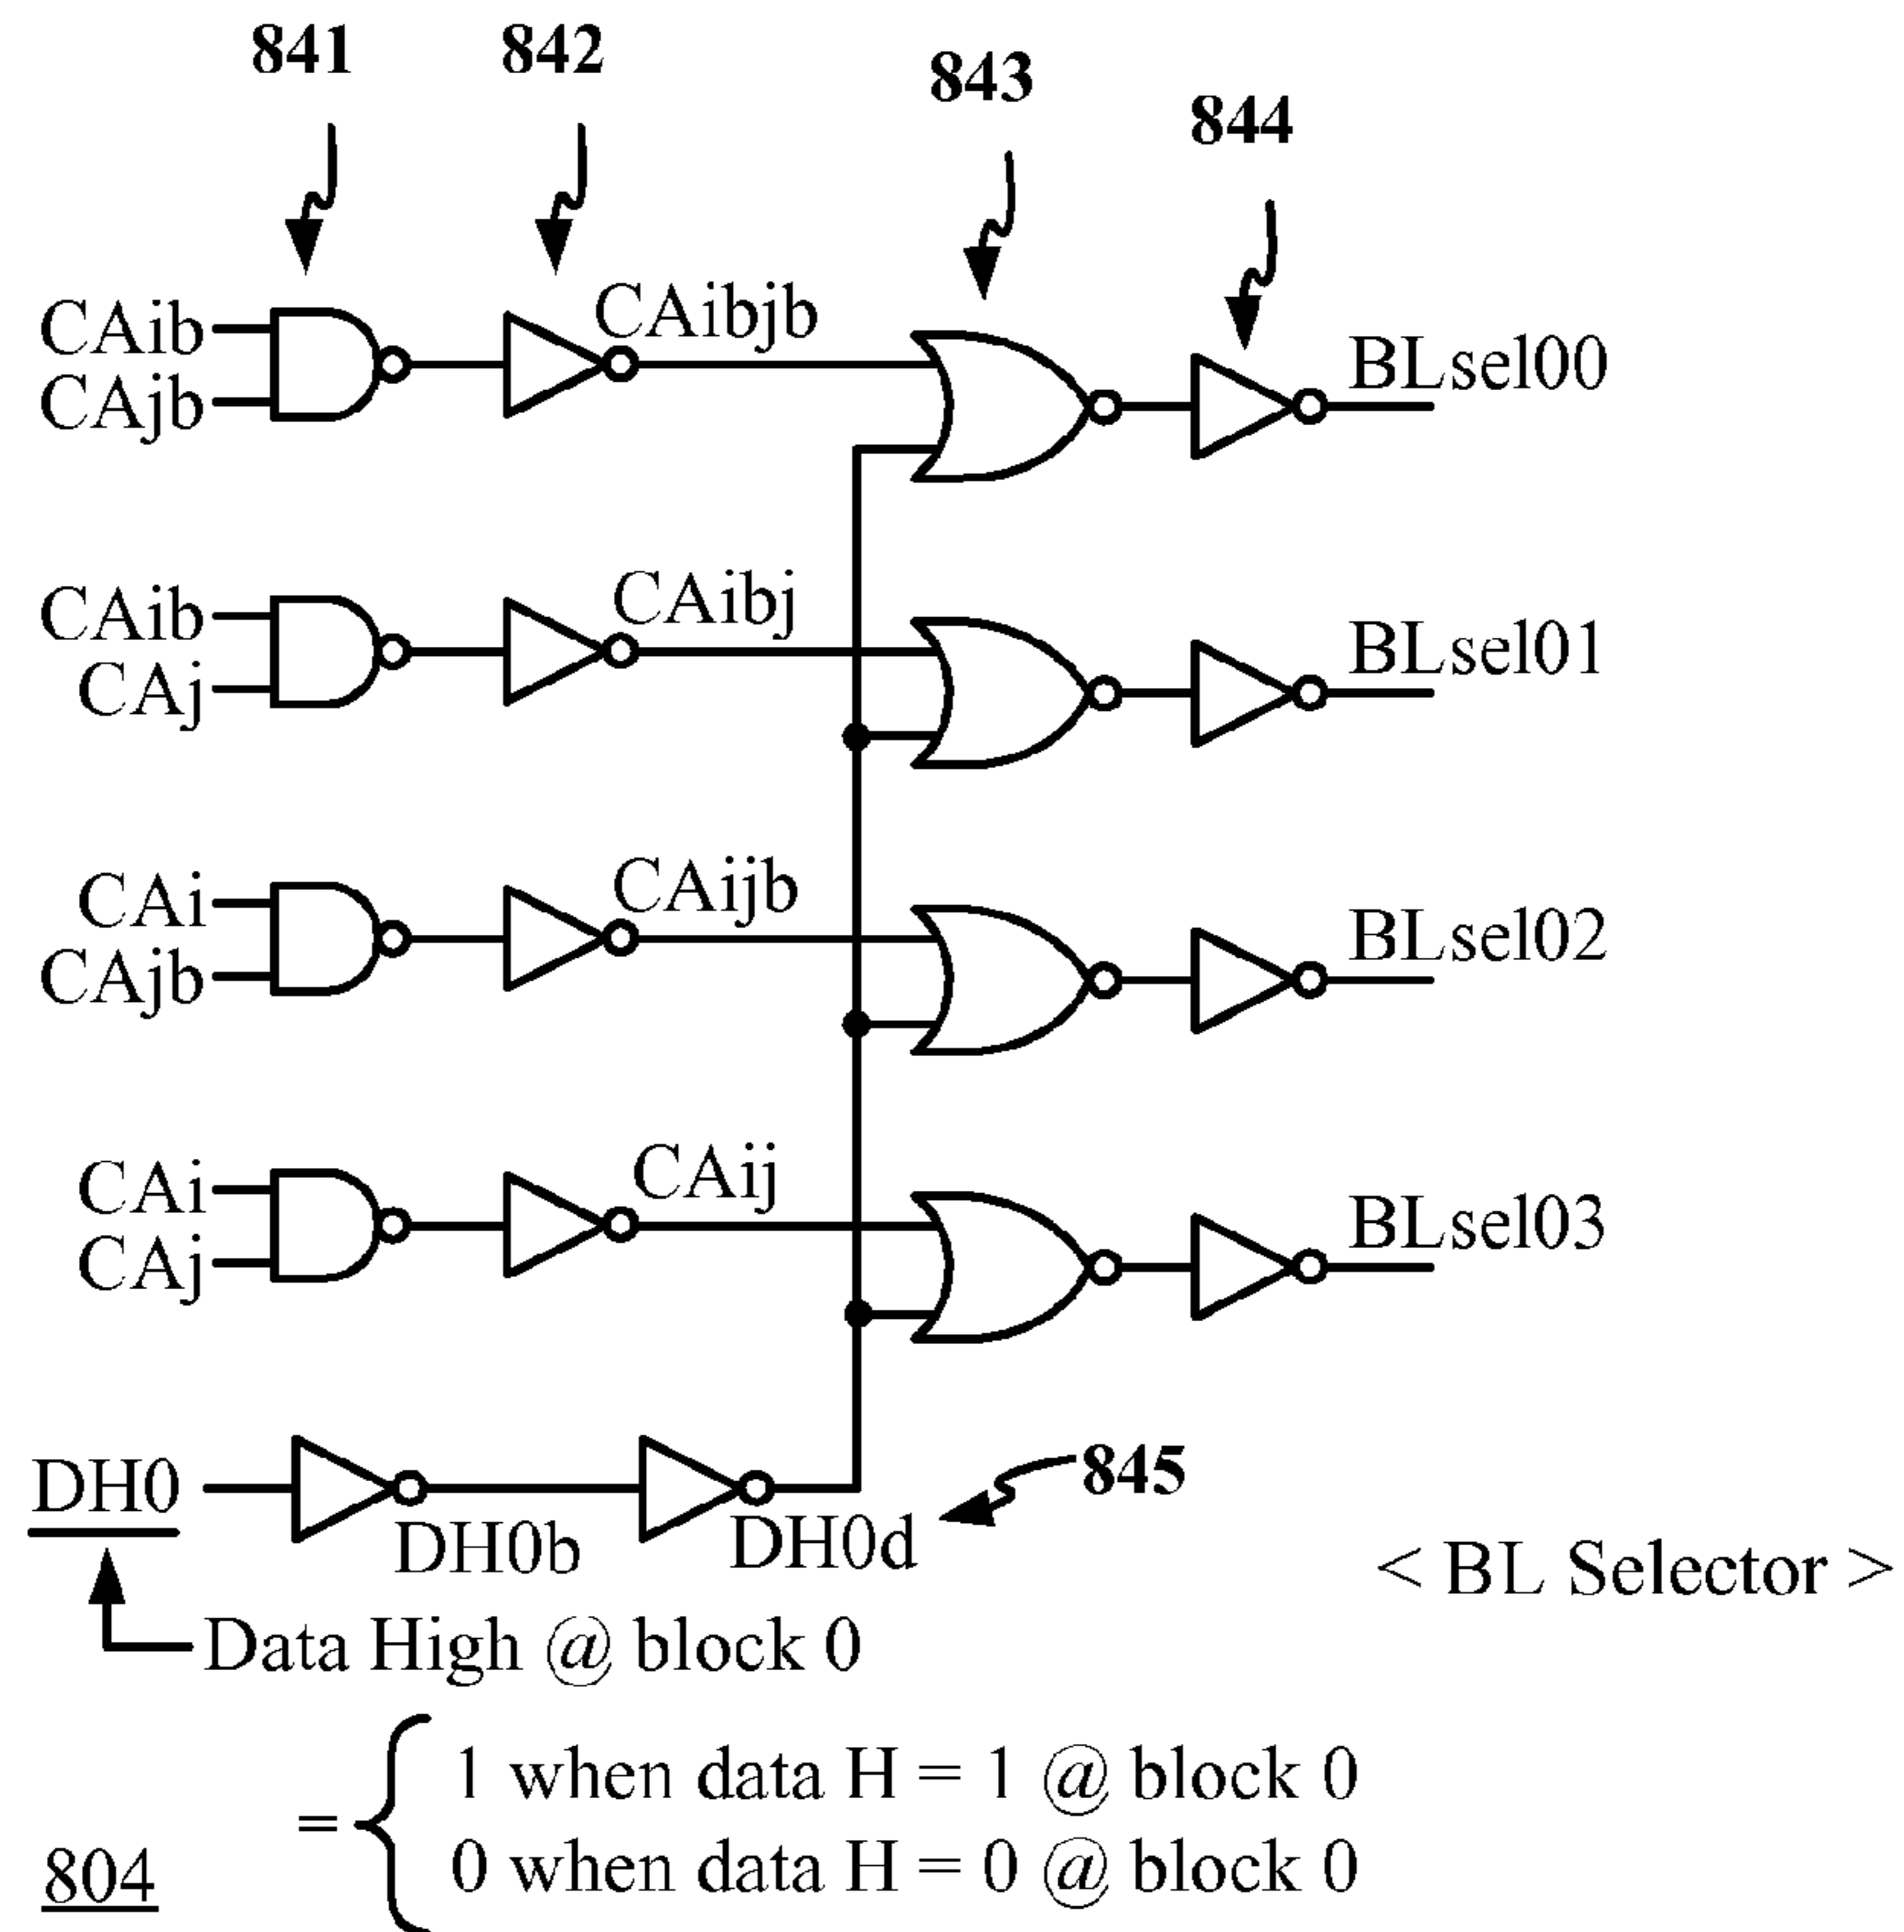 841
842
843
844
CAib
CAjb
CAibjb
BLsel00
CAib
CAj
CAibj
BLsel01
CAi
CAjb
CAijb
BLsel02
CAi
CAj
CAij
BLsel03
DH0
DH0b
DH0d
845
< BL Selector >
Data High @ block 0
= { 1 when data H = 1 @ block 0
0 when data H = 0 @ block 0
804